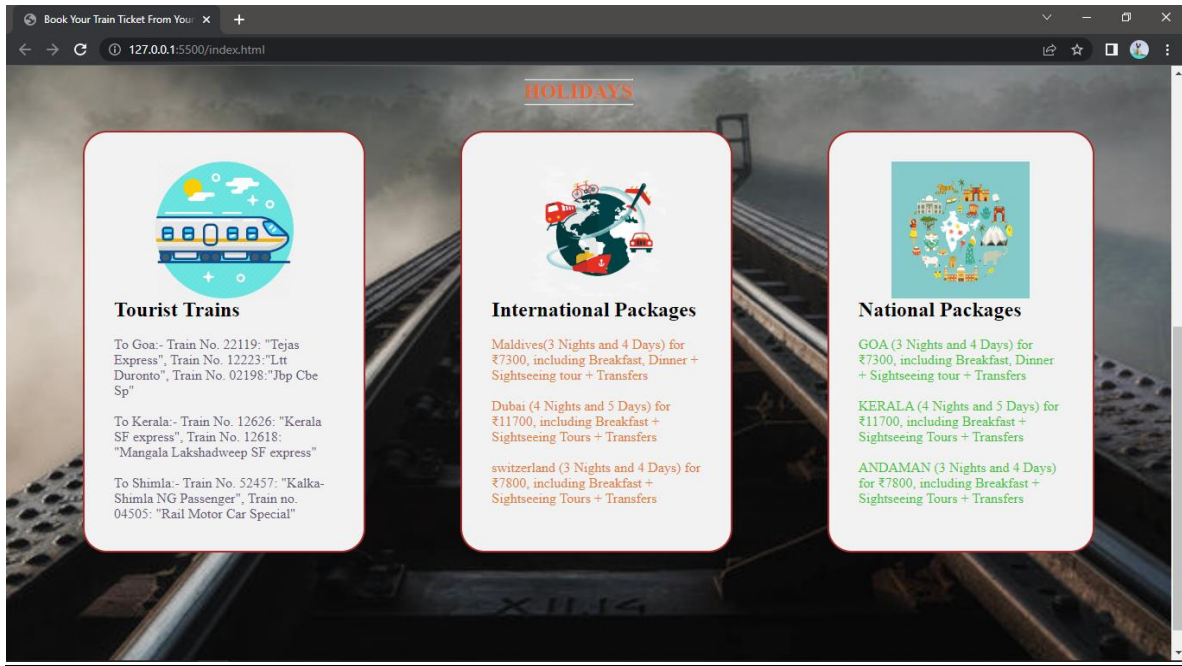 Book Your Train Ticket From Your
127.0.0.1:5500/index.html
HOLIDAYS
Tourist Trains
To Goa:- Train No. 22119: "Tejas
Express", Train No. 12223:"Ltt
Duronto", Train No. 02198:"Jbp Cbe
Sp"
To Kerala:- Train No. 12626: "Kerala
SF express", Train No. 12618:
"Mangala Lakshadweep SF express"
To Shimla:- Train No. 52457: "Kalka-
Shimla NG Passenger", Train no.
04505: "Rail Motor Car Special"
International Packages
Maldives(3 Nights and 4 Days) for
₹7300, including Breakfast, Dinner +
Sightseeing tour + Transfers
Dubai (4 Nights and 5 Days) for
₹11700, including Breakfast +
Sightseeing Tours + Transfers
switzerland (3 Nights and 4 Days) for
₹7800, including Breakfast +
Sightseeing Tours + Transfers
National Packages
GOA (3 Nights and 4 Days) for
₹7300, including Breakfast, Dinner
+ Sightseeing tour + Transfers
KERALA (4 Nights and 5 Days) for
₹11700, including Breakfast +
Sightseeing Tours + Transfers
ANDAMAN (3 Nights and 4 Days)
for ₹7800, including Breakfast +
Sightseeing Tours + Transfers